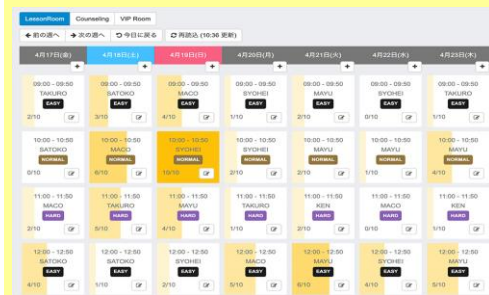 LessonRoom Counseling VIP Room
前の週へ 次の週へ 今日に戻る 再読込 (10:36 更新)
4月17日(金) 4月18日(土) 4月19日(日) 4月20日(月) 4月21日(火) 4月22日(水) 4月23日(木)
09:00 - 09:50 09:00 - 09:50 09:00 - 09:50 09:00 - 09:50 09:00 - 09:50 09:00 - 09:50 09:00 - 09:50
TAKURO SATOKO MACO SYOHEI MAYU SYOHEI TAKURO
EASY EASY EASY EASY EASY EASY EASY
2/10 3/10 4/10 1/10 2/10 0/10 1/10
10:00 - 10:50 10:00 - 10:50 10:00 - 10:50 10:00 - 10:50 10:00 - 10:50 10:00 - 10:50 10:00 - 10:50
SATOKO MACO SYOHEI SYOHEI MAYU MAYU MAYU
NORMAL NORMAL NORMAL NORMAL NORMAL NORMAL NORMAL
0/10 6/10 10/10 2/10 2/10 1/10 4/10
11:00 - 11:50 11:00 - 11:50 11:00 - 11:50 11:00 - 11:50 11:00 - 11:50 11:00 - 11:50 11:00 - 11:50
MACO TAKURO MAYU TAKURO KEN MACO KEN
HARD HARD HARD HARD HARD HARD HARD
2/10 5/10 4/10 1/10 2/10 1/10 1/10
12:00 - 12:50 12:00 - 12:50 12:00 - 12:50 12:00 - 12:50 12:00 - 12:50 12:00 - 12:50 12:00 - 12:50
SATOKO SATOKO SYOHEI MACO MAYU SYOHEI MAYU
EASY EASY EASY EASY EASY EASY EASY
4/10 1/10 2/10 5/10 6/10 4/10 5/10